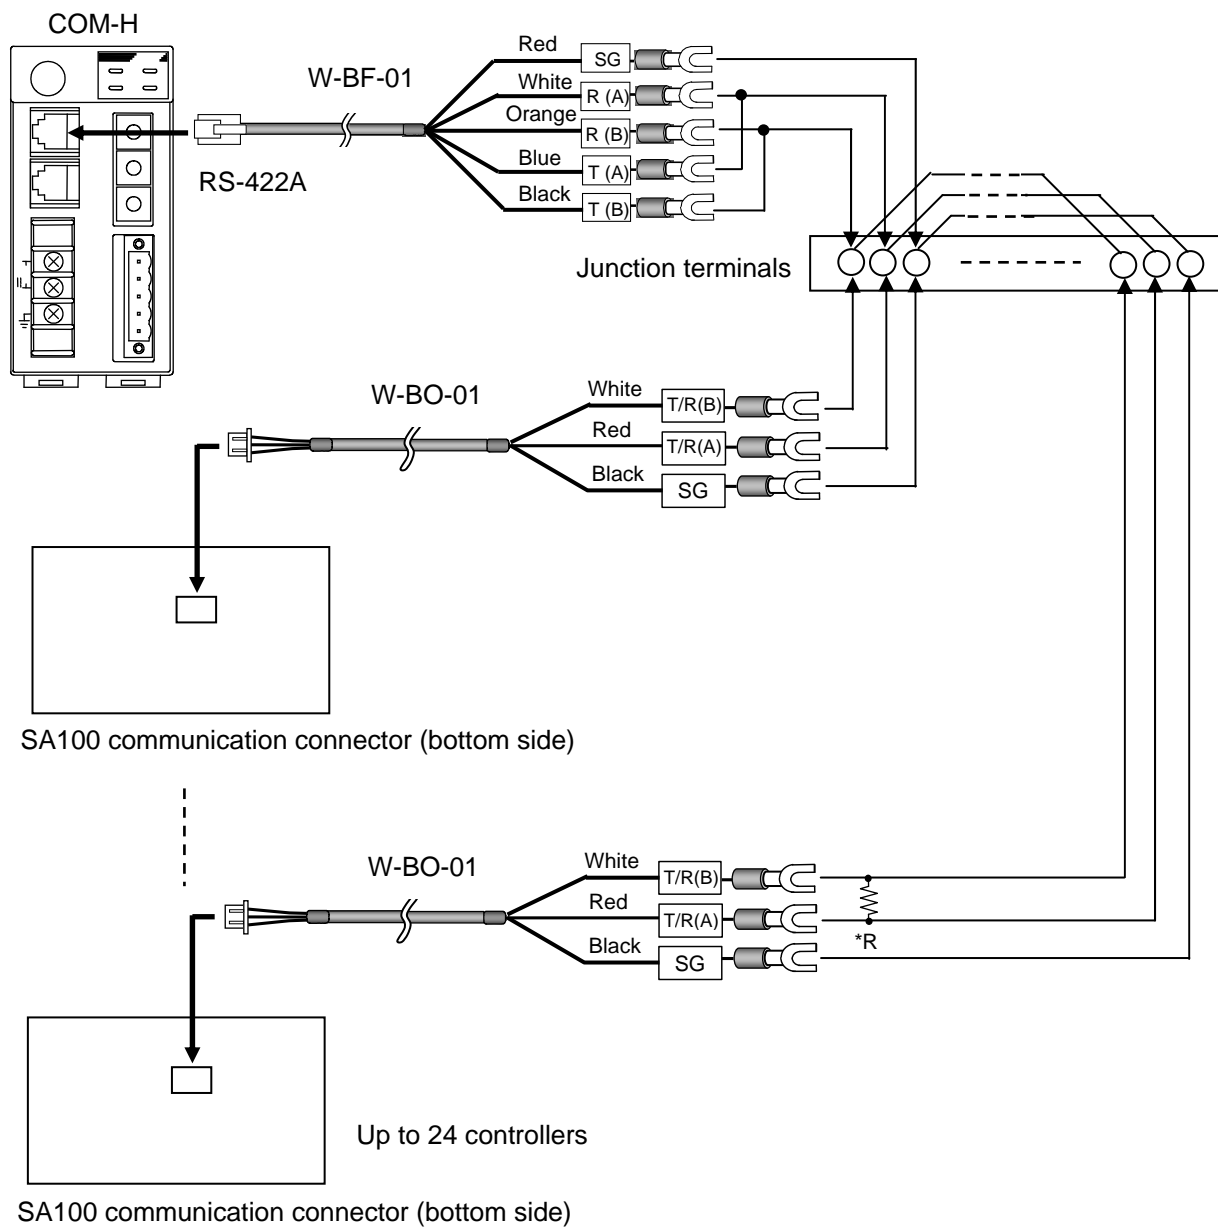 COM-H
W-BF-01
RS-422A
Red
SG
White
R (A)
Orange
R (B)
Blue
T (A)
Black
T (B)
Junction terminals
W-BO-01
White
T/R(B)
Red
T/R(A)
Black
SG
SA100 communication connector (bottom side)
W-BO-01
White
T/R(B)
Red
T/R(A)
Black
SG
*R
Up to 24 controllers
SA100 communication connector (bottom side)